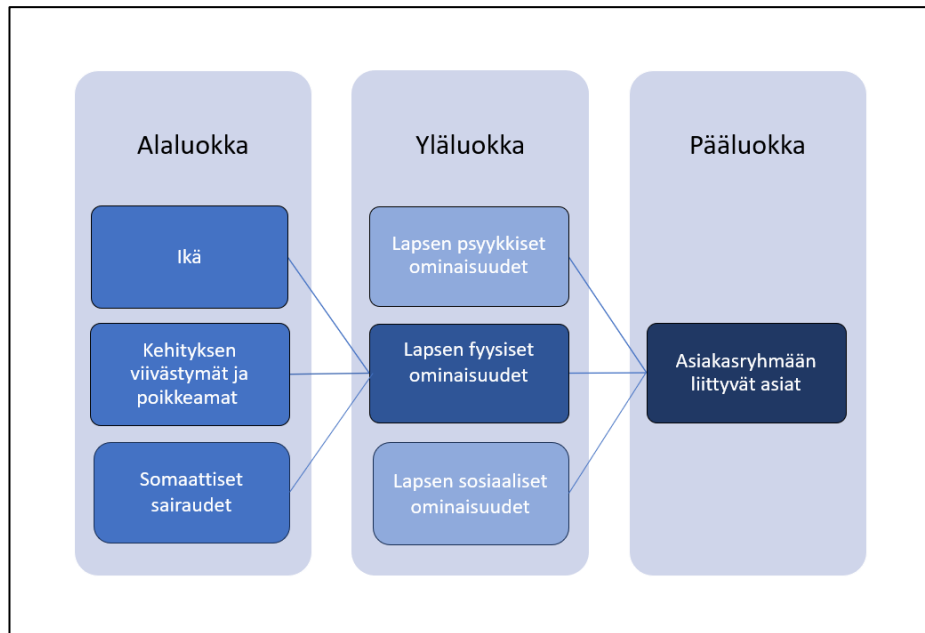 Alaluokka
Ikä
Kehityksen
viivästymät ja
poikkeamat
Somaattiset
sairaudet
Yläluokka
Lapsen psyykkiset
ominaisuudet
Lapsen fyysiset
ominaisuudet
Lapsen sosiaaliset
ominaisuudet
Pääluokka
Asiakasryhmään
liittyvät asiat